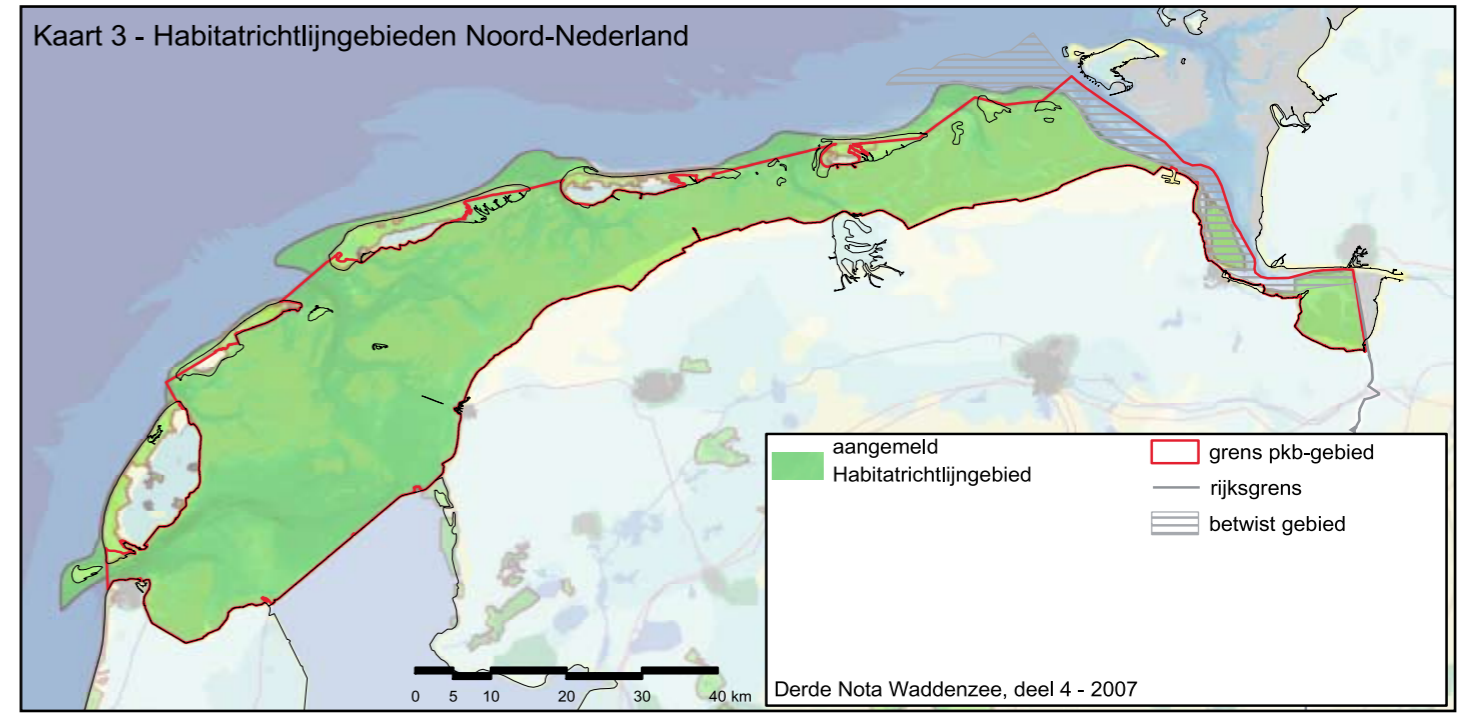 Kaart 3 - Habitatrichtlijngebieden Noord-Nederland
aangemeld
Habitatrichtlijngebied
grens pkb-gebied
rijksgrens
betwist gebied
0 5 10 20 30 40 km
Derde Nota Waddenzee, deel 4 - 2007